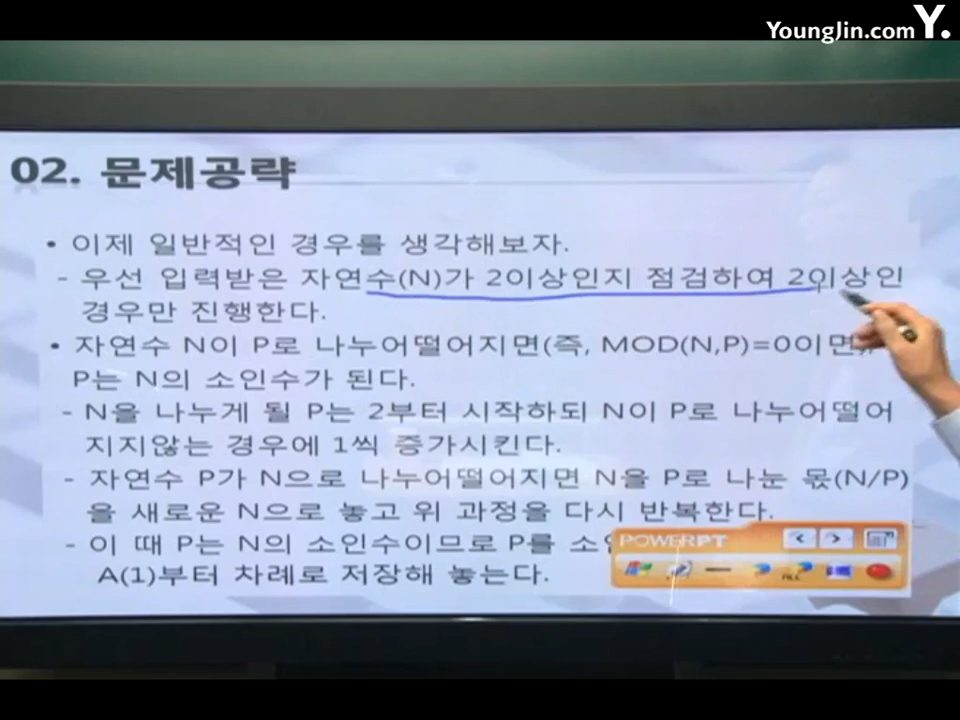 YoungJin.com Y.
02. 문제공략
• 이제 일반적인 경우를 생각해보자.
- 우선 입력받은 자연수(N)가 2이상인지 점검하여 2이상인
경우만 진행한다.
• 자연수 N이 P로 나누어떨어지면(즉, MOD(N,P)=0이면),
P는 N의 소인수가 된다.
- N을 나누게 될 P는 2부터 시작하되 N이 P로 나누어떨어
지지않는 경우에 1씩 증가시킨다.
- 자연수 P가 N으로 나누어떨어지면 N을 P로 나눈 몫(N/P)
을 새로운 N으로 놓고 위 과정을 다시 반복한다.
- 이 때 P는 N의 소인수이므로 P를
A(1)부터 차례로 저장해 놓는다.
POWERPT
ALL